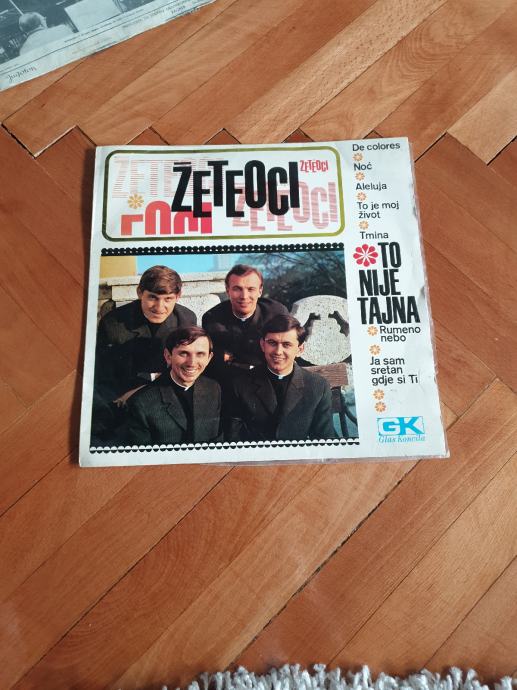 ŽETEOCI
ŽETEOCI
ŽETEOCI
De colores
Noć
Aleluja
To je moj
život
Tmina
TO
NIJE
TAJNA
Rumeno
nebo
Ja sam
sretan
gdje si Ti
GK
Glas Koncila